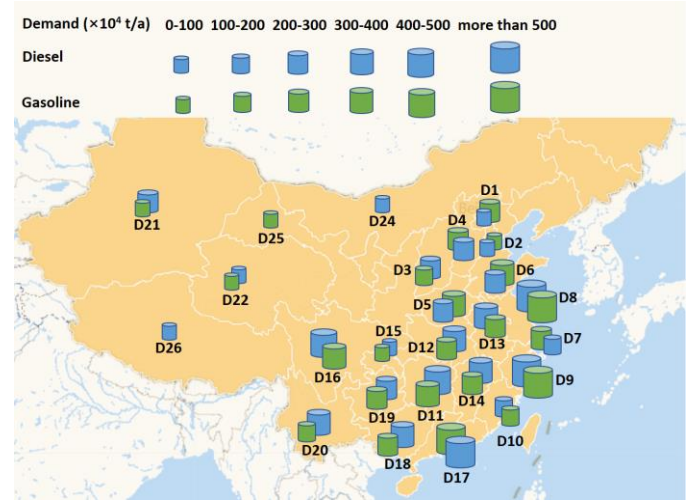 Demand (×10⁴ t/a) 0-100 100-200 200-300 300-400 400-500 more than 500
Diesel
Gasoline
D1
D24
D4
D21
D25
D2
D3
D6
D22
D5
D8
D26
D15
D13
D7
D12
D16
D9
D14
D19
D11
D10
D20
D18
D17